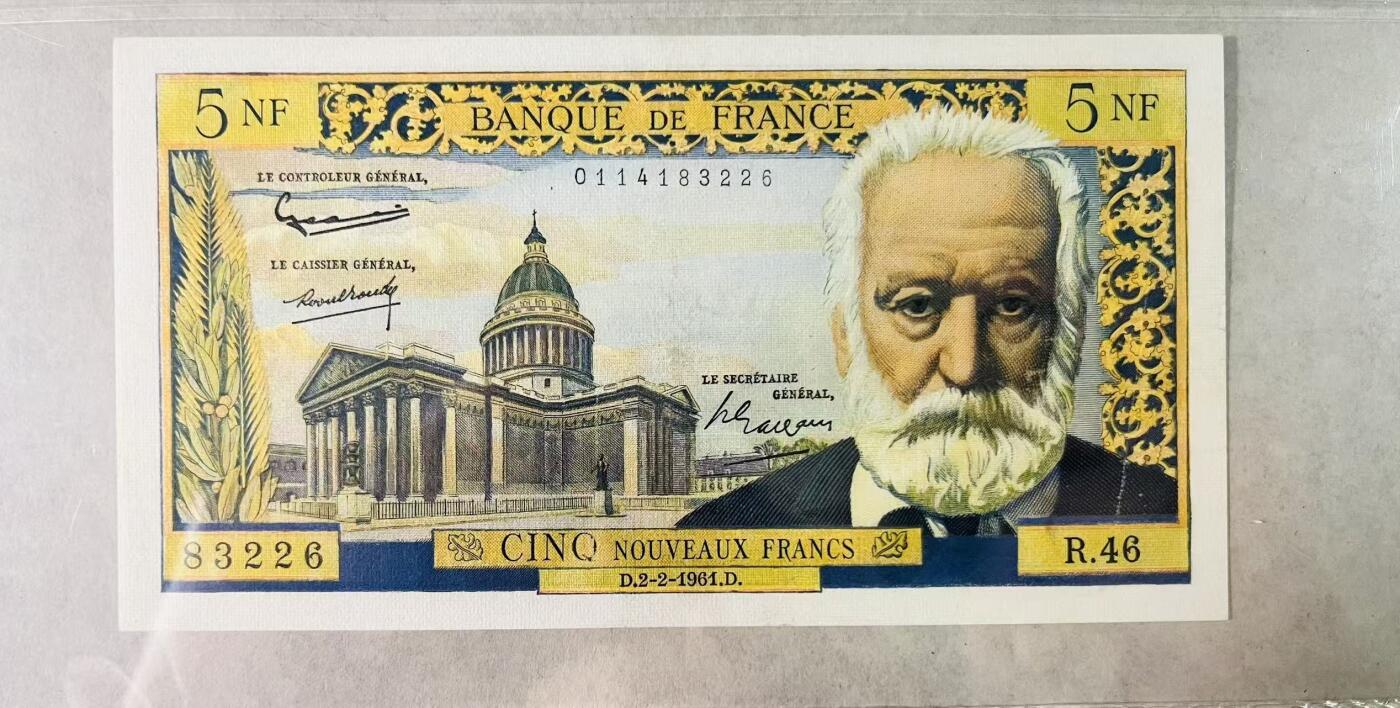 5 NF
BANQUE DE FRANCE
5 NF
LE CONTROLEUR GÉNÉRAL,
0114183226
LE CAISSIER GÉNÉRAL,
LE SECRÉTAIRE
GÉNÉRAL,
83226
CINQ NOUVEAUX FRANCS
R.46
D.2-2-1961.D.